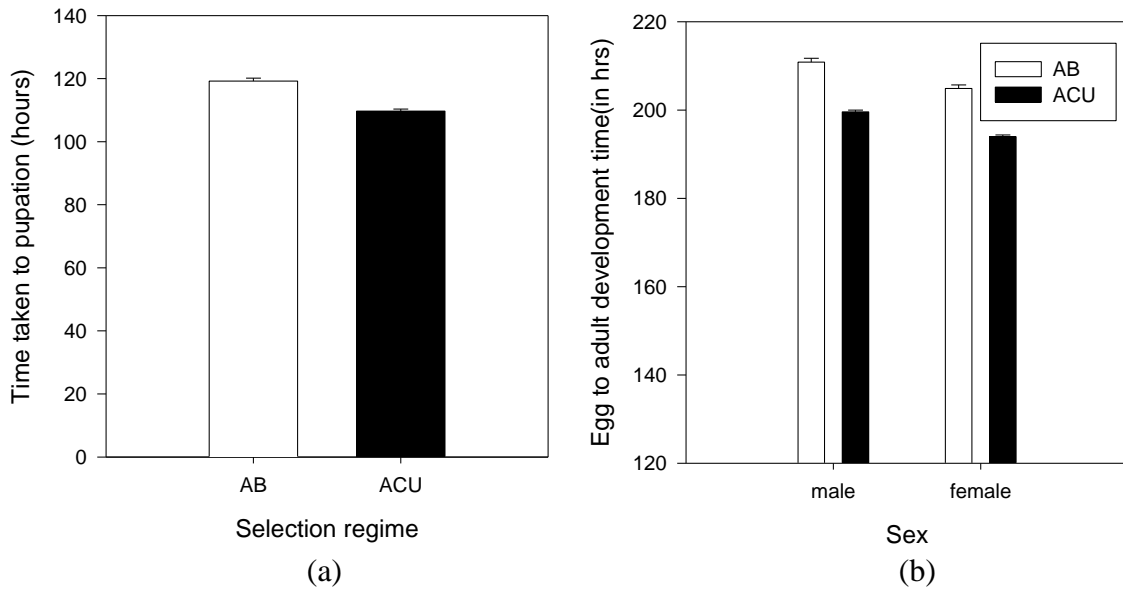 Time taken to pupation (hours)
140
120
100
80
60
40
20
0
AB
ACU
Selection regime
(a)
Egg to adult development time(in hrs)
220
200
180
160
140
120
AB
ACU
male
female
Sex
(b)